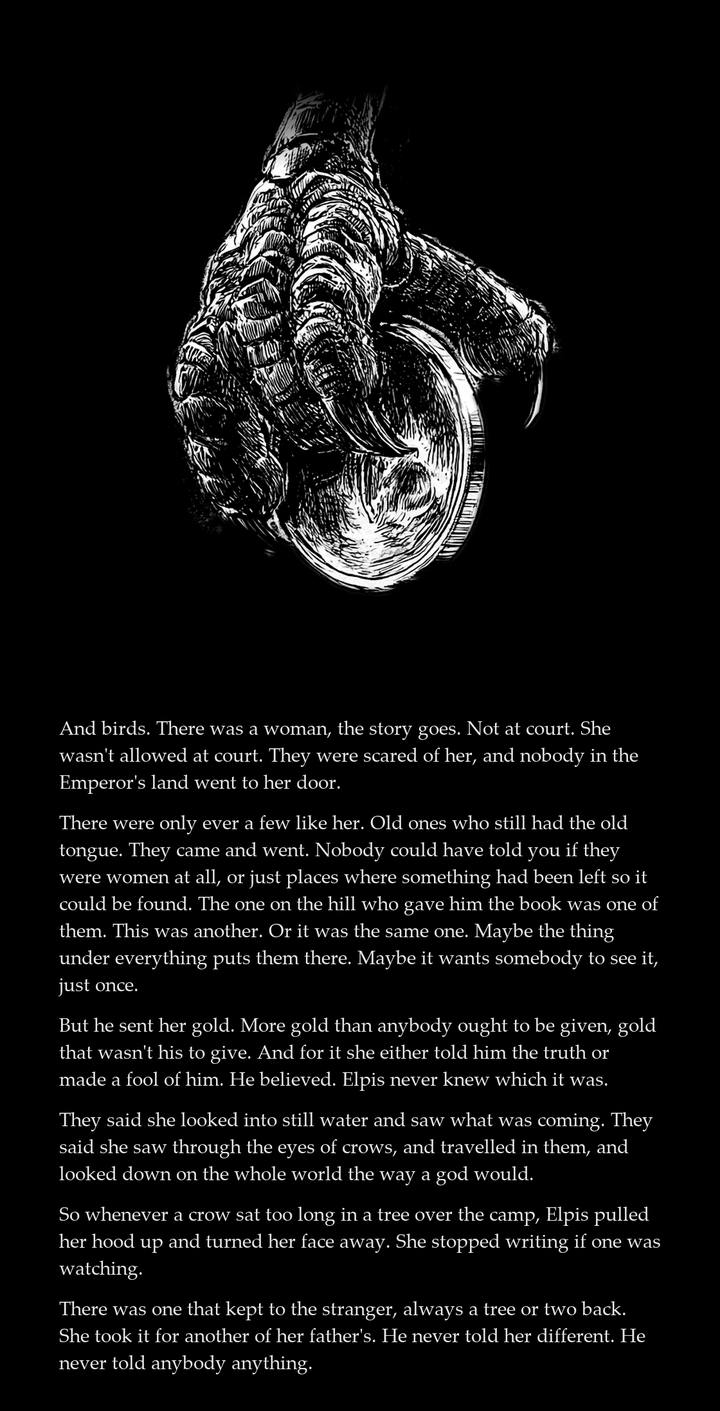 And birds. There was a woman, the story goes. Not at court. She
wasn't allowed at court. They were scared of her, and nobody in the
Emperor's land went to her door.
There were only ever a few like her. Old ones who still had the old
tongue. They came and went. Nobody could have told you if they
were women at all, or just places where something had been left so it
could be found. The one on the hill who gave him the book was one of
them. This was another. Or it was the same one. Maybe the thing
under everything puts them there. Maybe it wants somebody to see it,
just once.
But he sent her gold. More gold than anybody ought to be given, gold
that wasn't his to give. And for it she either told him the truth or
made a fool of him. He believed. Elpis never knew which it was.
They said she looked into still water and saw what was coming. They
said she saw through the eyes of crows, and travelled in them, and
looked down on the whole world the way a god would.
So whenever a crow sat too long in a tree over the camp, Elpis pulled
her hood up and turned her face away. She stopped writing if one was
watching.
There was one that kept to the stranger, always a tree or two back.
She took it for another of her father's. He never told her different. He
never told anybody anything.